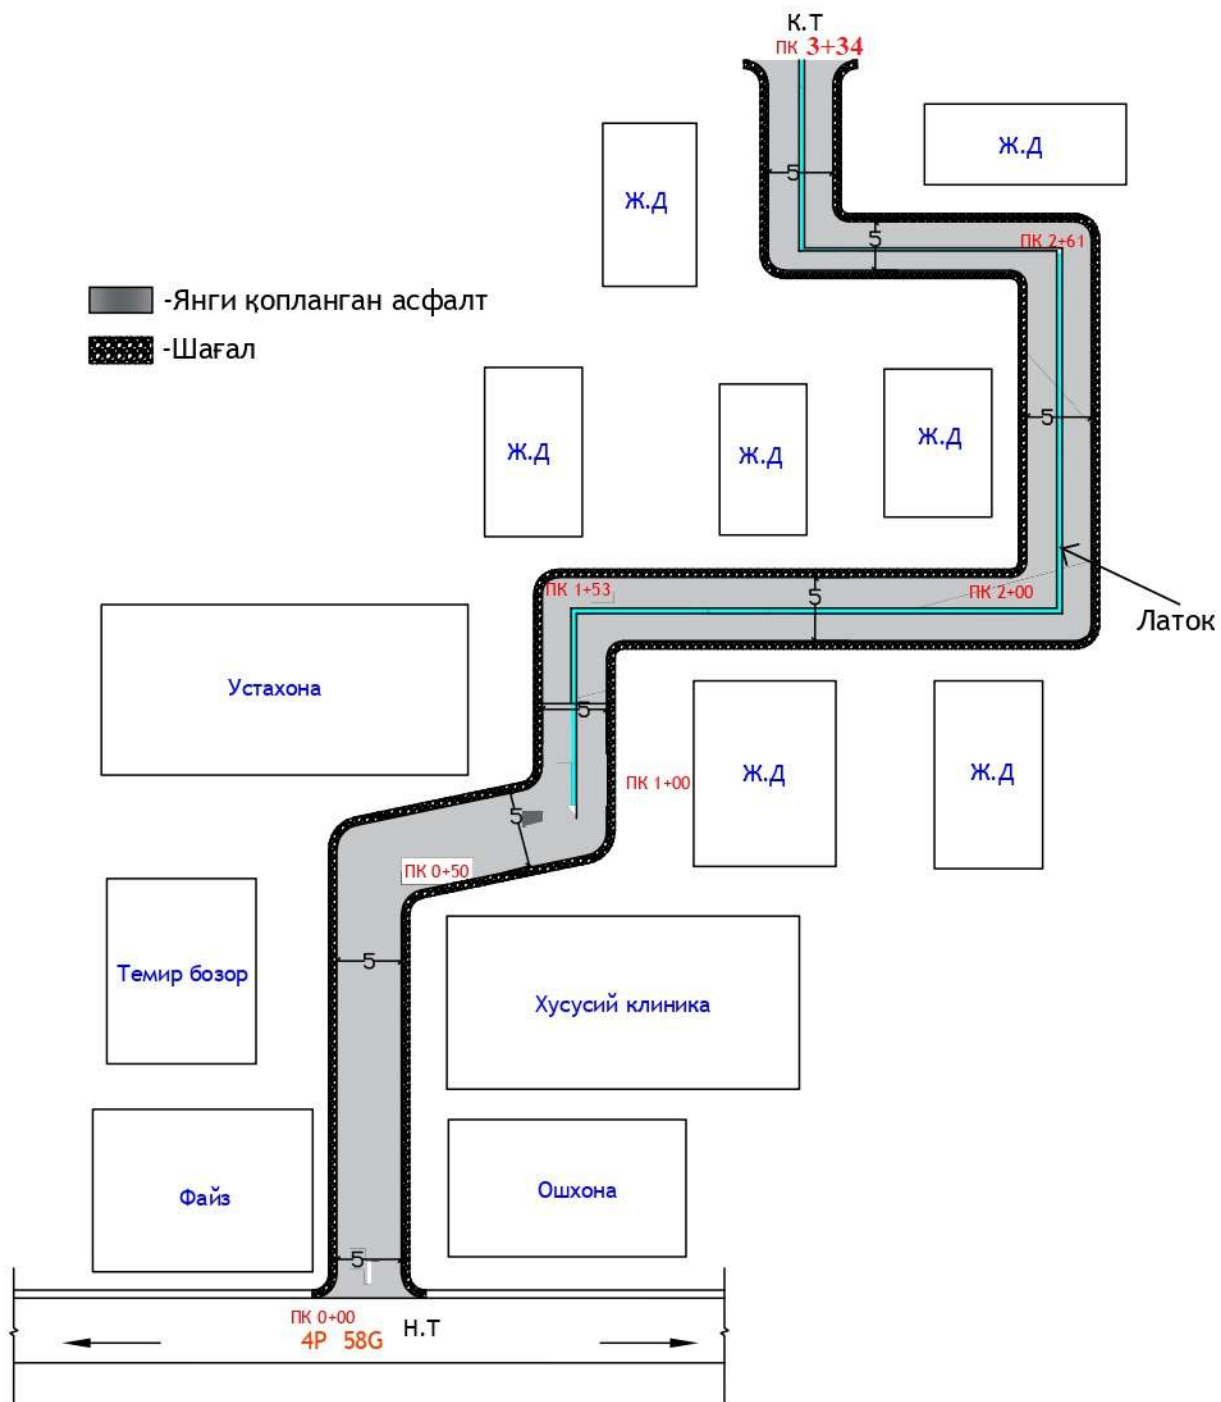 К.Т
ПК 3+34
Ж.Д
Ж.Д
5
5
ПК 2+61
-Янги қопланган асфалт
-Шағал
Ж.Д
Ж.Д
Ж.Д
5
ПК 1+53
5
ПК 2+00
Латок
Устахона
5
Ж.Д
Ж.Д
ПК 1+00
5
ПК 0+50
Темир бозор
5
Хусусий клиника
Файз
Ошхона
5
ПК 0+00
Н.Т
4Р 58G